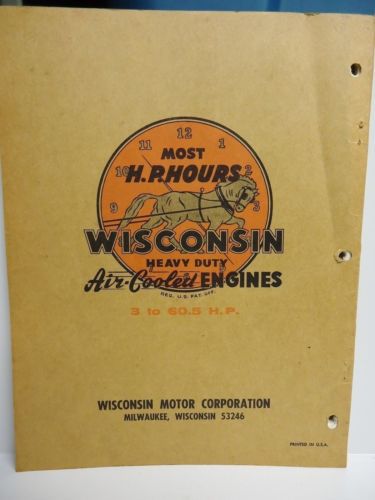 12
11 1
MOST
10 H.P. HOURS 2
9 3
WISCONSIN
HEAVY DUTY
Air-Cooled ENGINES
REG. U.S. PAT. OFF.
3 to 60.5 H.P.
WISCONSIN MOTOR CORPORATION
MILWAUKEE, WISCONSIN 53246
PRINTED IN U.S.A.